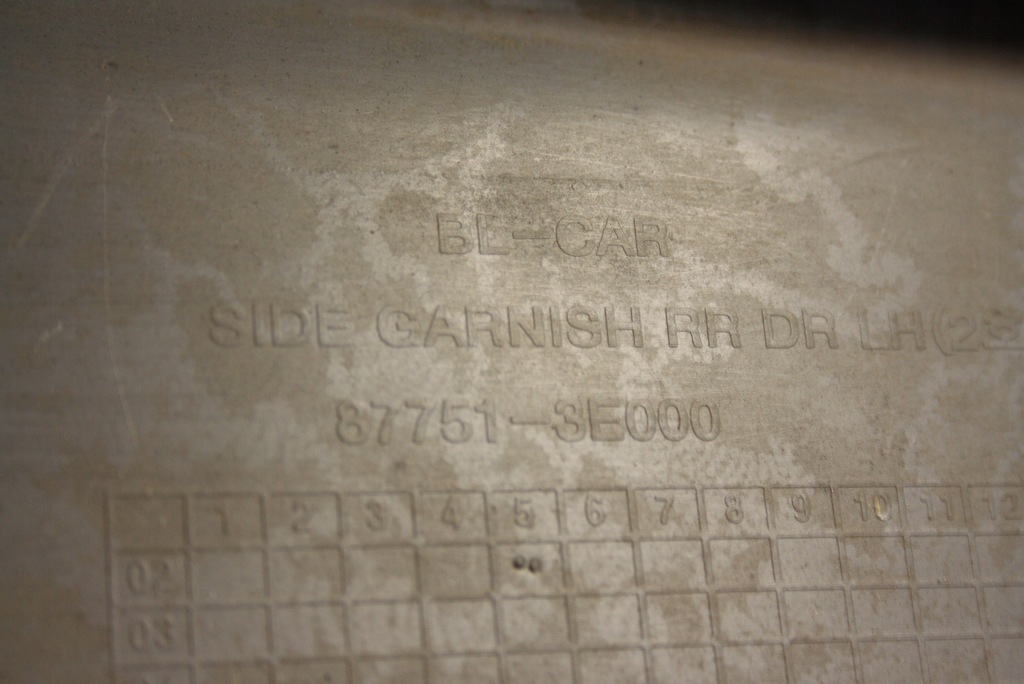 BL-CAR
SIDE GARNISH RR DR LH(2
87751-3E000
1 2 3 4 5 6 7 8 9 10 11 12
02
03